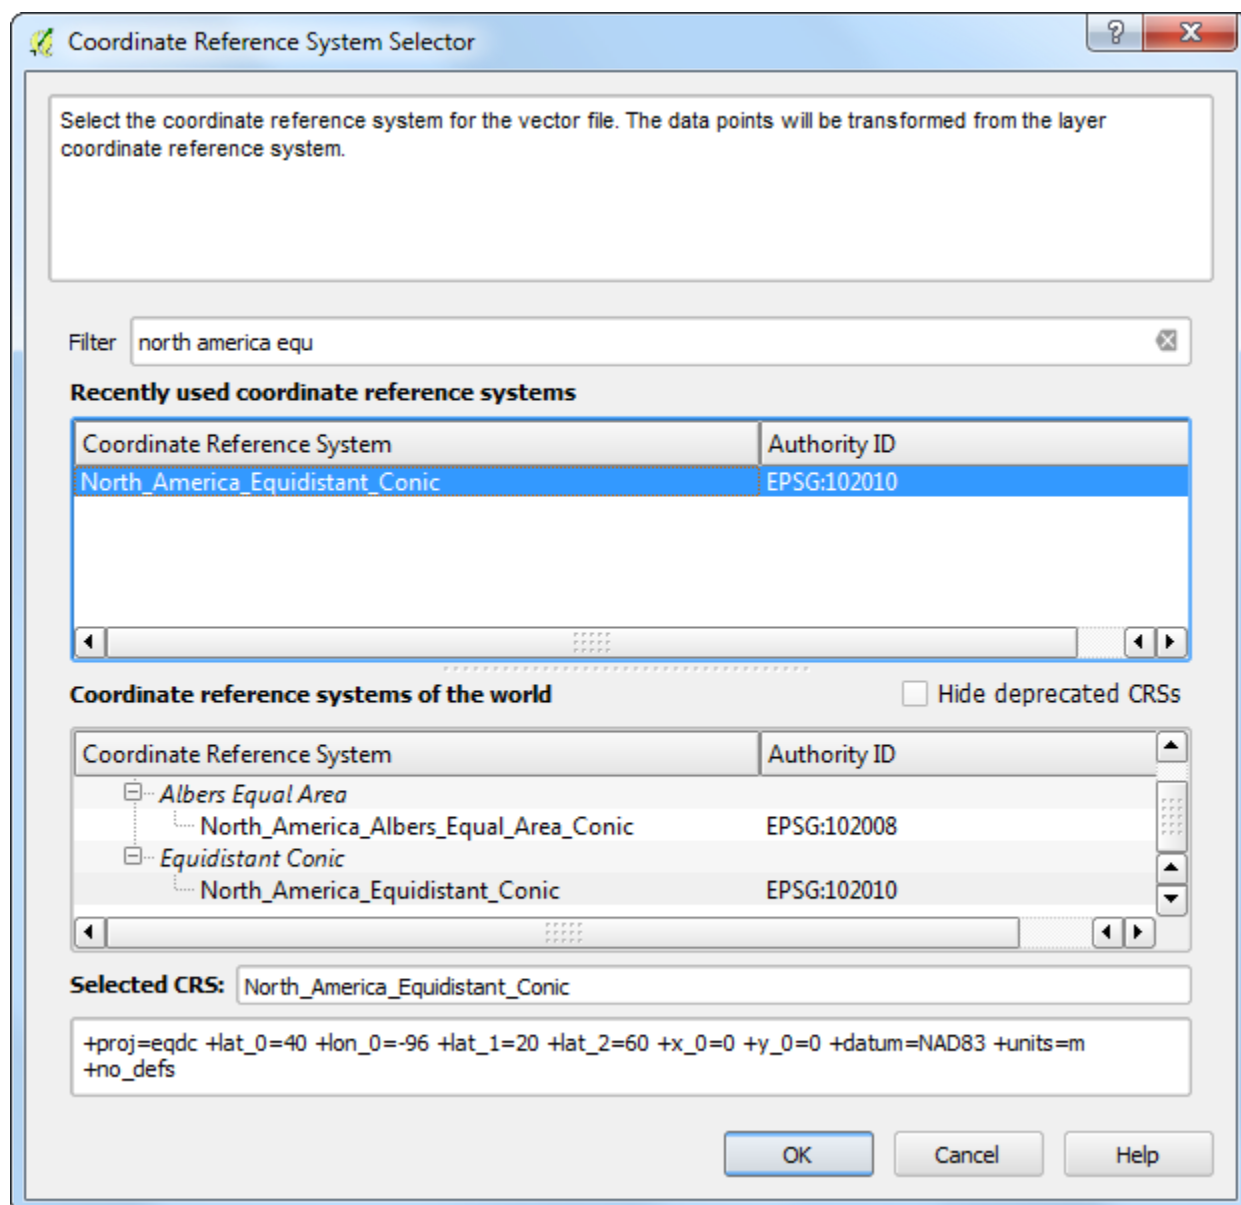 Coordinate Reference System Selector
Select the coordinate reference system for the vector file. The data points will be transformed from the layer
coordinate reference system.
Filter north america equ
Recently used coordinate reference systems
Coordinate Reference System Authority ID
North_America_Equidistant_Conic EPSG:102010
Coordinate reference systems of the world Hide deprecated CRSs
Coordinate Reference System Authority ID
Albers Equal Area
North_America_Albers_Equal_Area_Conic EPSG:102008
Equidistant Conic
North_America_Equidistant_Conic EPSG:102010
Selected CRS: North_America_Equidistant_Conic
+proj=eqdc +lat_0=40 +lon_0=-96 +lat_1=20 +lat_2=60 +x_0=0 +y_0=0 +datum=NAD83 +units=m
+no_defs
OK Cancel Help